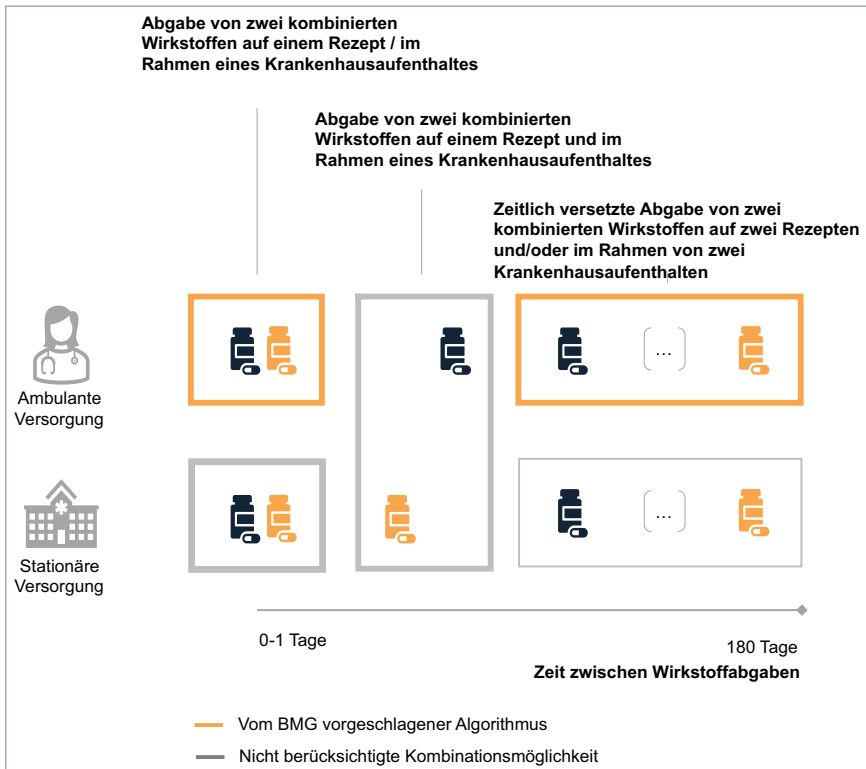 Abgabe von zwei kombinierten
Wirkstoffen auf einem Rezept / im
Rahmen eines Krankenhausaufenthaltes
Abgabe von zwei kombinierten
Wirkstoffen auf einem Rezept und im
Rahmen eines Krankenhausaufenthaltes
Zeitlich versetzte Abgabe von zwei
kombinierten Wirkstoffen auf zwei Rezepten
und/oder im Rahmen von zwei
Krankenhausaufenthalten
...
Ambulante
Versorgung
...
Stationäre
Versorgung
0-1 Tage
180 Tage
Zeit zwischen Wirkstoffabgaben
Vom BMG vorgeschlagener Algorithmus
Nicht berücksichtigte Kombinationsmöglichkeit